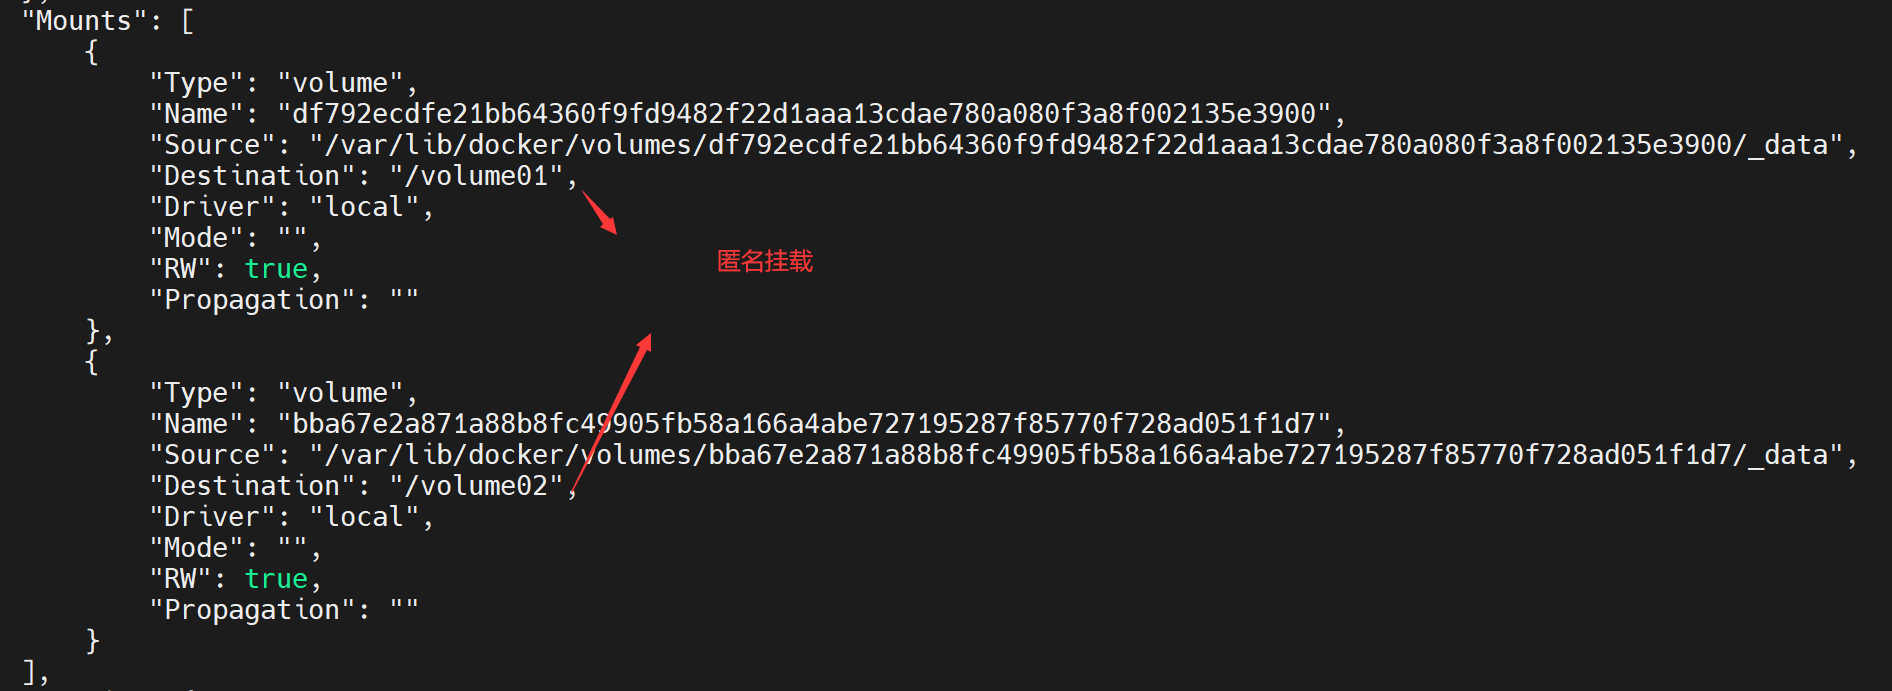 "Mounts": [
{
"Type": "volume",
"Name": "df792ecdfe21bb64360f9fd9482f22d1aaa13cdae780a080f3a8f002135e3900",
"Source": "/var/lib/docker/volumes/df792ecdfe21bb64360f9fd9482f22d1aaa13cdae780a080f3a8f002135e3900/_data",
"Destination": "/volume01",
"Driver": "local",
"Mode": "",
匿名挂载
"RW": true,
"Propagation": ""
},
{
"Type": "volume",
"Name": "bba67e2a871a88b8fc49905fb58a166a4abe727195287f85770f728ad051f1d7",
"Source": "/var/lib/docker/volumes/bba67e2a871a88b8fc49905fb58a166a4abe727195287f85770f728ad051f1d7/_data",
"Destination": "/volume02",
"Driver": "local",
"Mode": "",
"RW": true,
"Propagation": ""
}
],